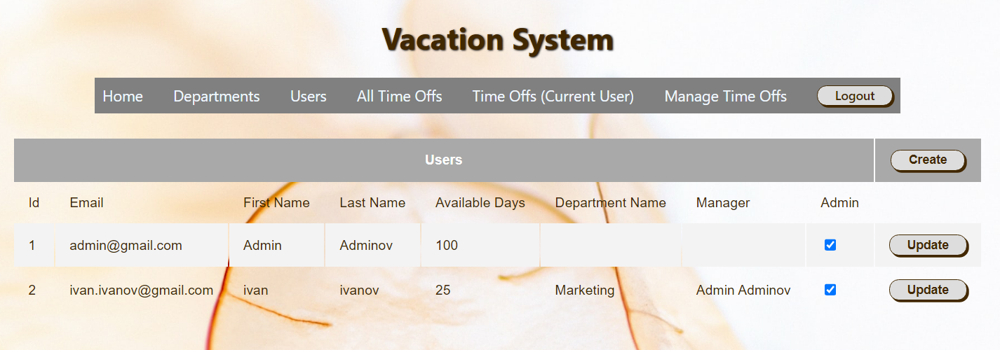 Vacation System
Home Departments Users All Time Offs Time Offs (Current User) Manage Time Offs Logout
Users Create
Id Email First Name Last Name Available Days Department Name Manager Admin
1 admin@gmail.com Admin Adminov 100 Update
2 ivan.ivanov@gmail.com ivan ivanov 25 Marketing Admin Adminov Update